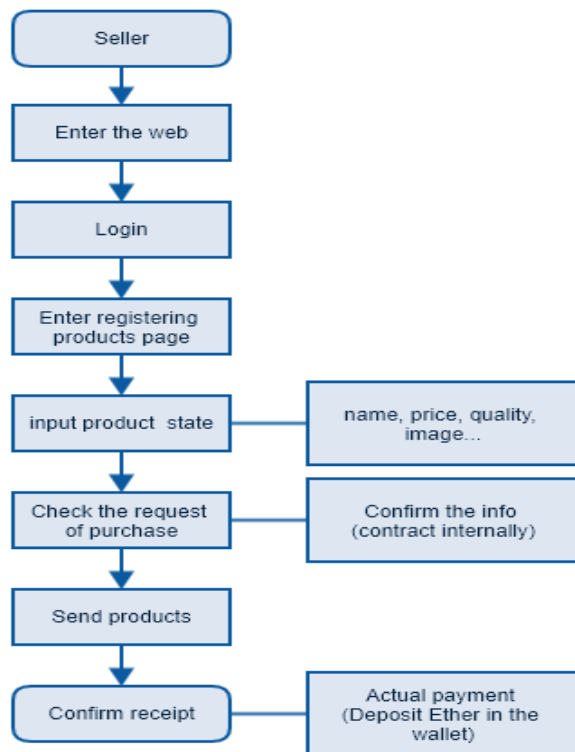 Seller
Enter the web
Login
Enter registering
products page
input product state
name, price, quality,
image...
Check the request
of purchase
Confirm the info
(contract internally)
Send products
Confirm receipt
Actual payment
(Deposit Ether in the
wallet)